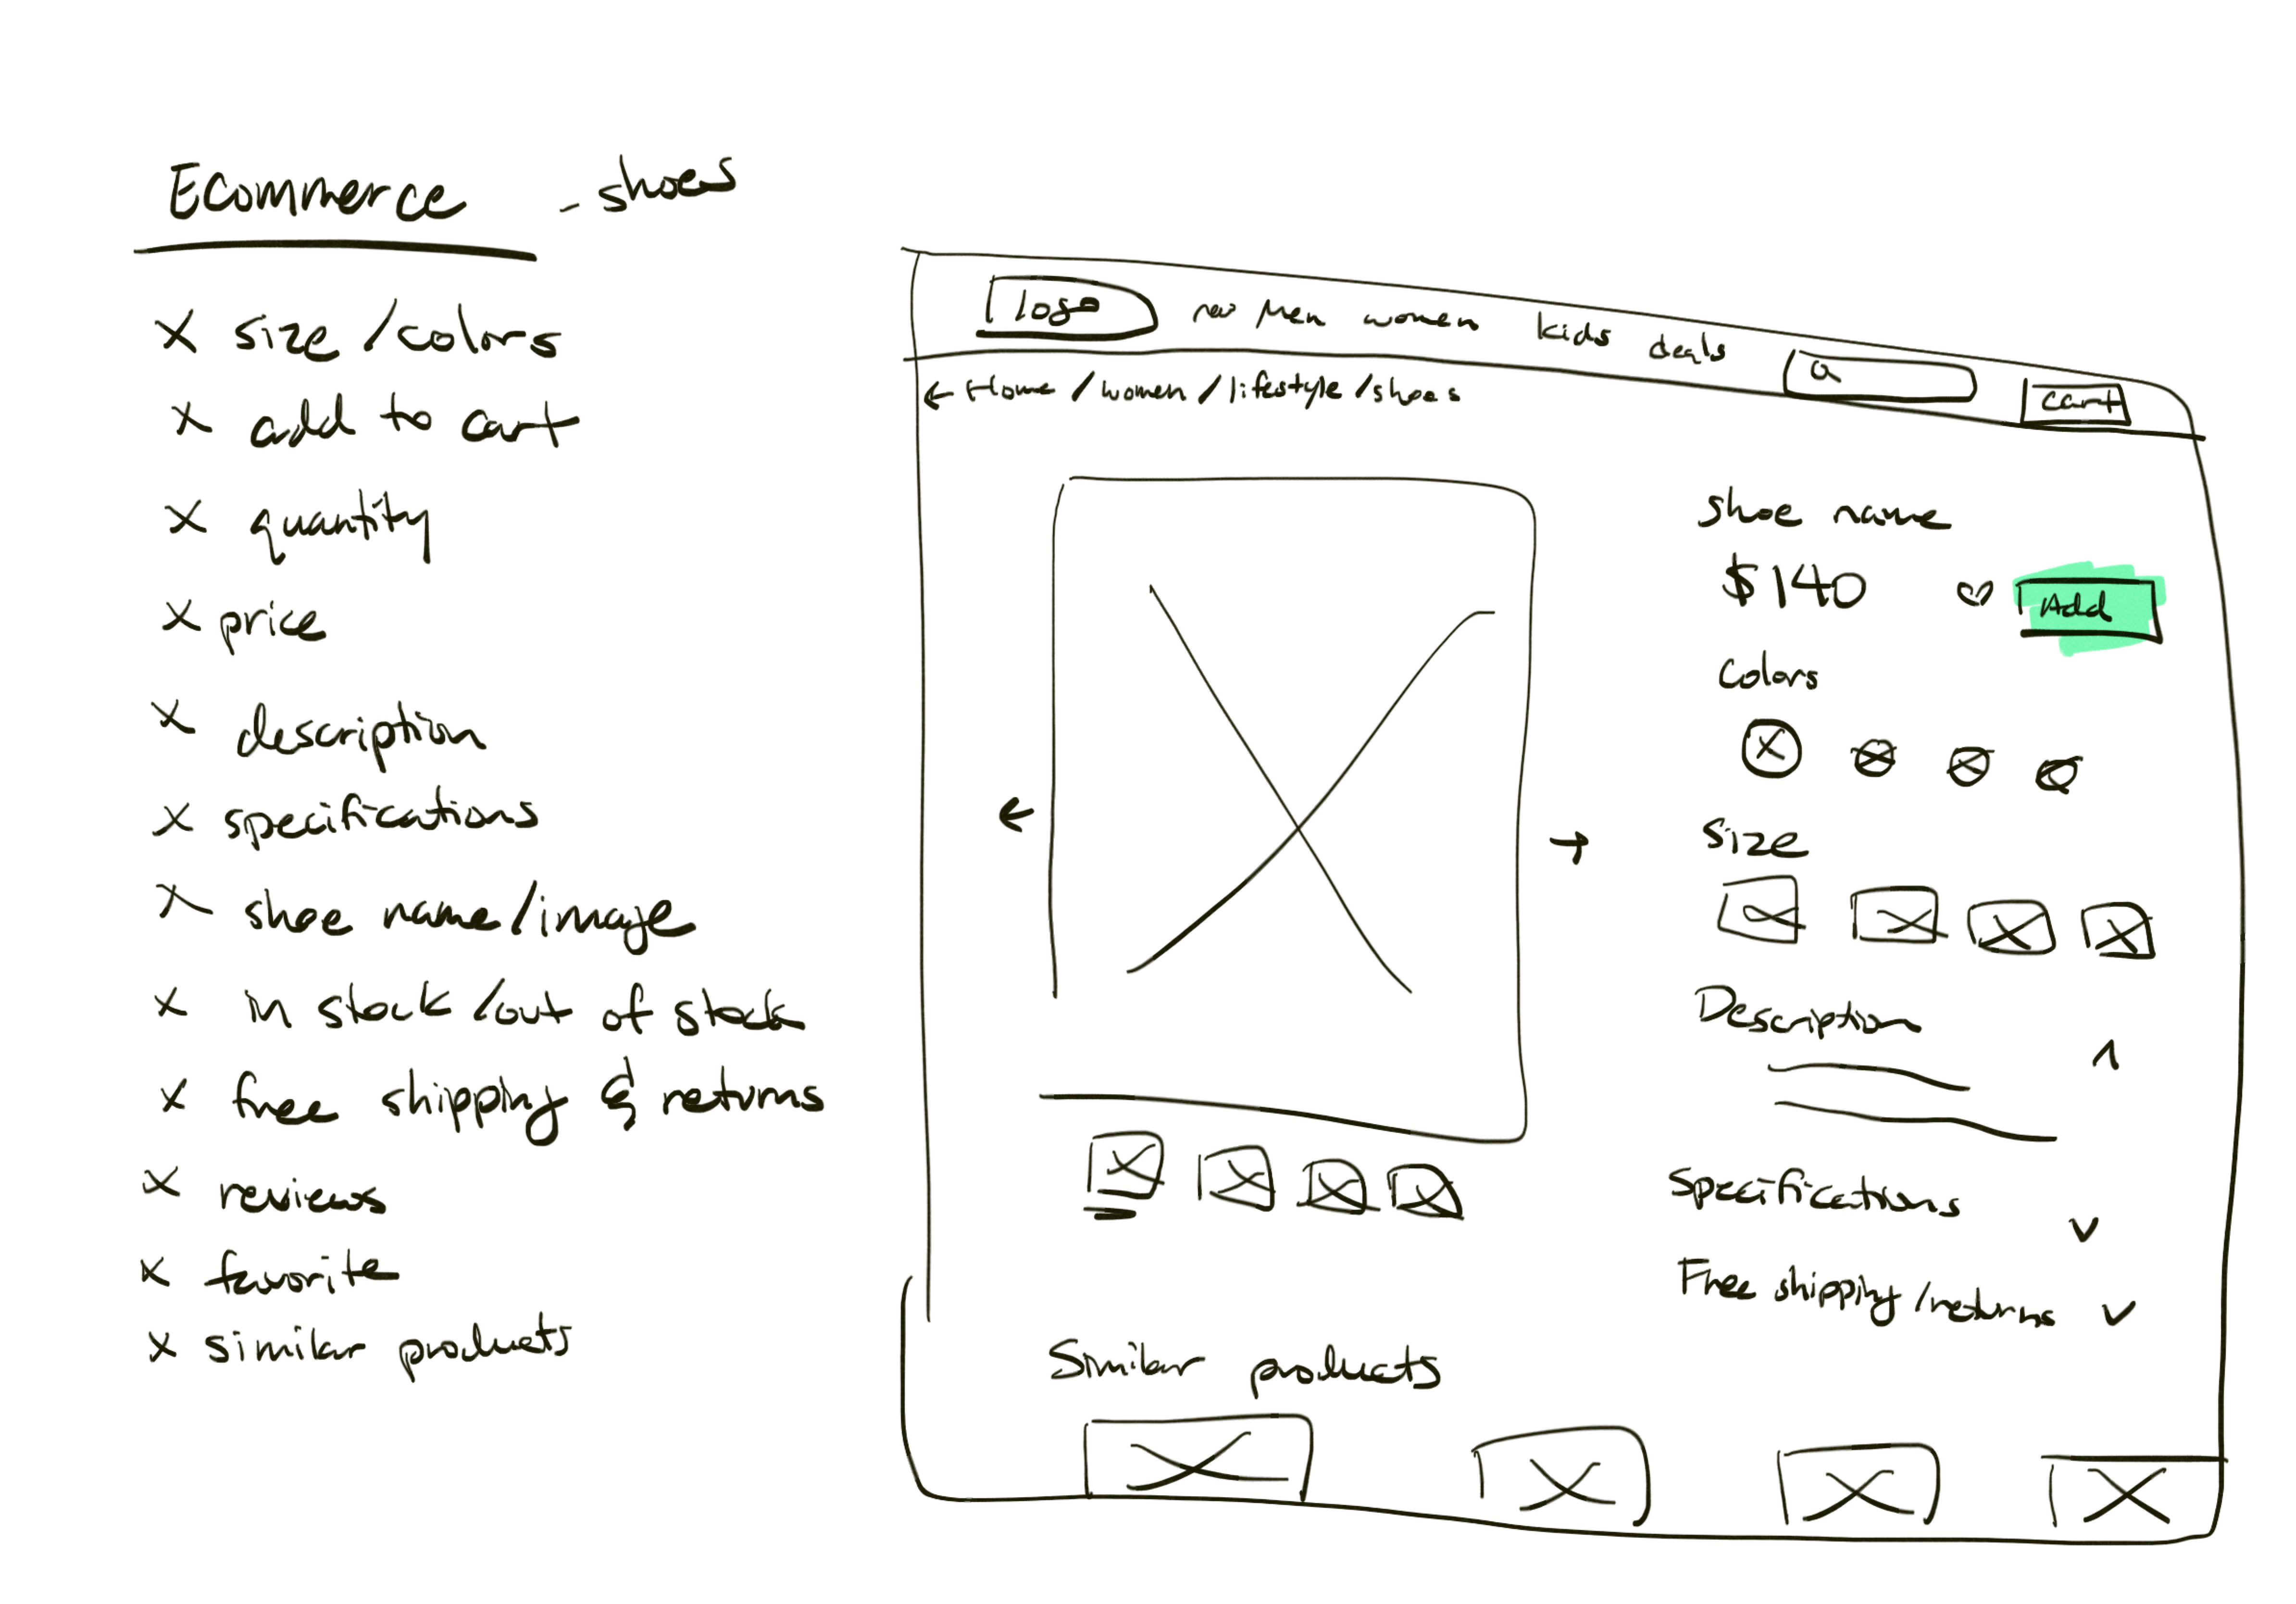 Ecommerce - shoes
x size/colors
x add to cart
x quantity
x price
x description
x specifications
x shoe name/image
x in stock/out of stock
x free shipping & returns
x reviews
x favorite
x similar products
logo new Men women kids deals
cart
← Home / women / lifestyle / shoes
shoe name
$140 Add
Colors
Size
Description
Specifications
Free shipping/returns
Similar products